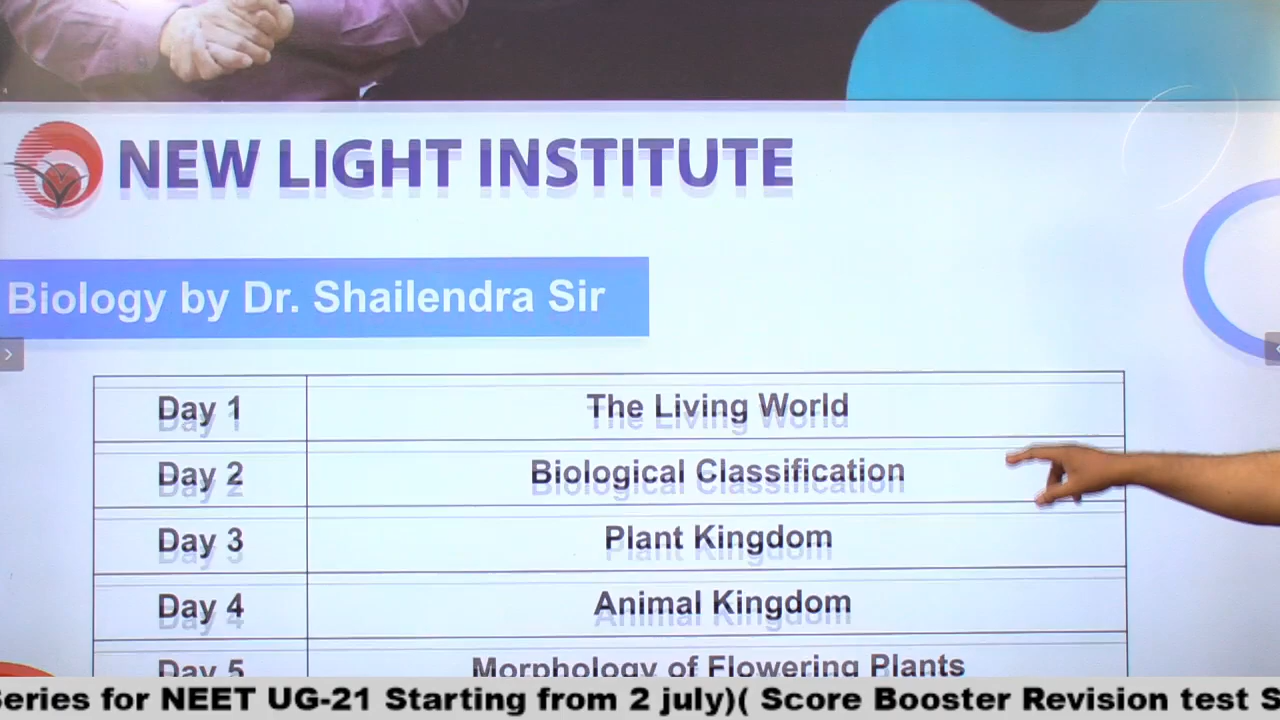 NEW LIGHT INSTITUTE
Biology by Dr. Shailendra Sir
Day 1 The Living World
Day 2 Biological Classification
Day 3 Plant Kingdom
Day 4 Animal Kingdom
Day 5 Morphology of Flowering Plants
Series for NEET UG-21 Starting from 2 july)( Score Booster Revision test S